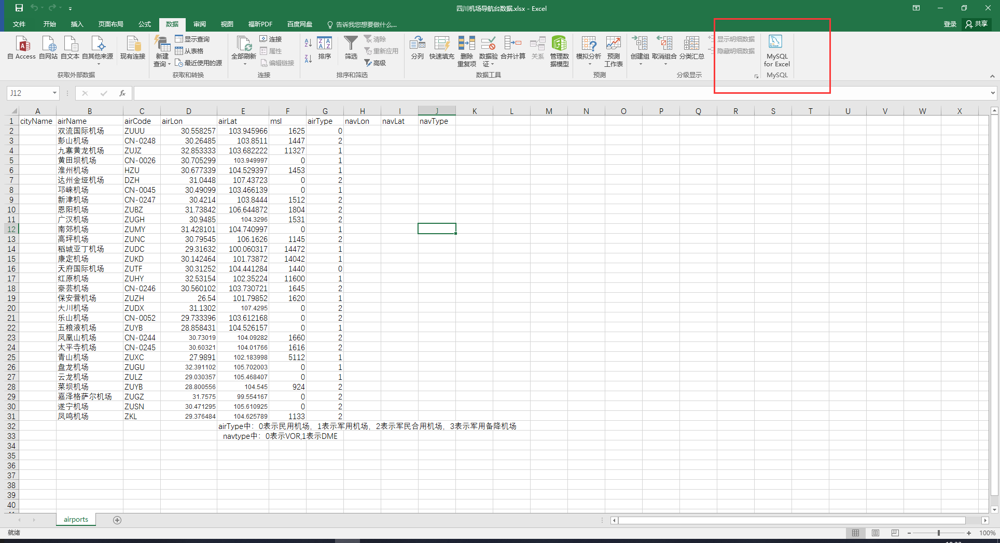 四川机场导航台数据.xlsx - Excel
文件 开始 插入 页面布局 公式 数据 审阅 视图 福昕PDF 百度网盘 告诉我您想要做什么... 登录 共享
自 Access 自网站 自文本 自其他来源 现有连接
获取外部数据
新建查询 显示查询 从表格 最近使用的源
获取和转换
全部刷新 连接 属性 编辑链接
连接
排序 筛选 清除 重新应用 高级
排序和筛选
分列 快速填充 删除重复项 数据验证 合并计算 关系 管理数据模型
数据工具
模拟分析 预测工作表
预测
创建组 取消组合 分类汇总 显示明细数据 隐藏明细数据
分级显示
MySQL for Excel
MySQL
J12 fx
A B C D E F G H I J K L M N O P Q R S T U V W X
1 cityName airName airCode airLon airLat msl airType navLon navLat navType
2 双流国际机场 ZUUU 30.558257 103.945966 1625 0
3 彭山机场 CN-0248 30.26485 103.8511 1447 2
4 九寨黄龙机场 ZUJZ 32.853333 103.682222 11327 1
5 黄田坝机场 CN-0026 30.705299 103.949997 0 1
6 淮州机场 HZU 30.677339 104.529397 1453 1
7 达州金垭机场 DZH 31.0448 107.43723 0 2
8 邛崃机场 CN-0045 30.49099 103.466139 0 1
9 新津机场 CN-0247 30.4214 103.8444 1512 2
10 恩阳机场 ZUBZ 31.73842 106.644872 1804 2
11 广汉机场 ZUGH 30.9485 104.3296 1531 2
12 南郊机场 ZUMY 31.428101 104.740997 0 1
13 高坪机场 ZUNC 30.79545 106.1626 1145 2
14 稻城亚丁机场 ZUDC 29.31632 100.060317 14472 1
15 康定机场 ZUKD 30.142464 101.73872 14042 1
16 天府国际机场 ZUTF 30.31252 104.441284 1440 0
17 红原机场 ZUHY 32.53154 102.35224 11600 1
18 豪芸机场 CN-0246 30.560102 103.730721 1645 2
19 保安营机场 ZUZH 26.54 101.79852 1620 1
20 大川机场 ZUDX 31.1302 107.4295 0 2
21 乐山机场 CN-0052 29.733396 103.612168 0 2
22 五粮液机场 ZUYB 28.858431 104.526157 0 1
23 凤凰山机场 CN-0244 30.73019 104.09282 1660 2
24 太平寺机场 CN-0245 30.60321 104.01766 1616 2
25 青山机场 ZUXC 27.9891 102.183998 5112 1
26 盘龙机场 ZUGU 32.391102 105.702003 0 1
27 云龙机场 ZULZ 29.030357 105.468407 0 1
28 菜坝机场 ZUYB 28.800556 104.545 924 2
29 嘉泽格萨尔机场 ZUGZ 31.7575 99.554167 0 2
30 遂宁机场 ZUSN 30.471295 105.610925 0 2
31 凤鸣机场 ZKL 29.376484 104.625789 1133 2
32 airType中：0表示民用机场，1表示军用机场，2表示军民合用机场，3表示军用备降机场
33 navtype中：0表示VOR,1表示DME
34
35
36
37
38
39
40
airports
就绪 100%